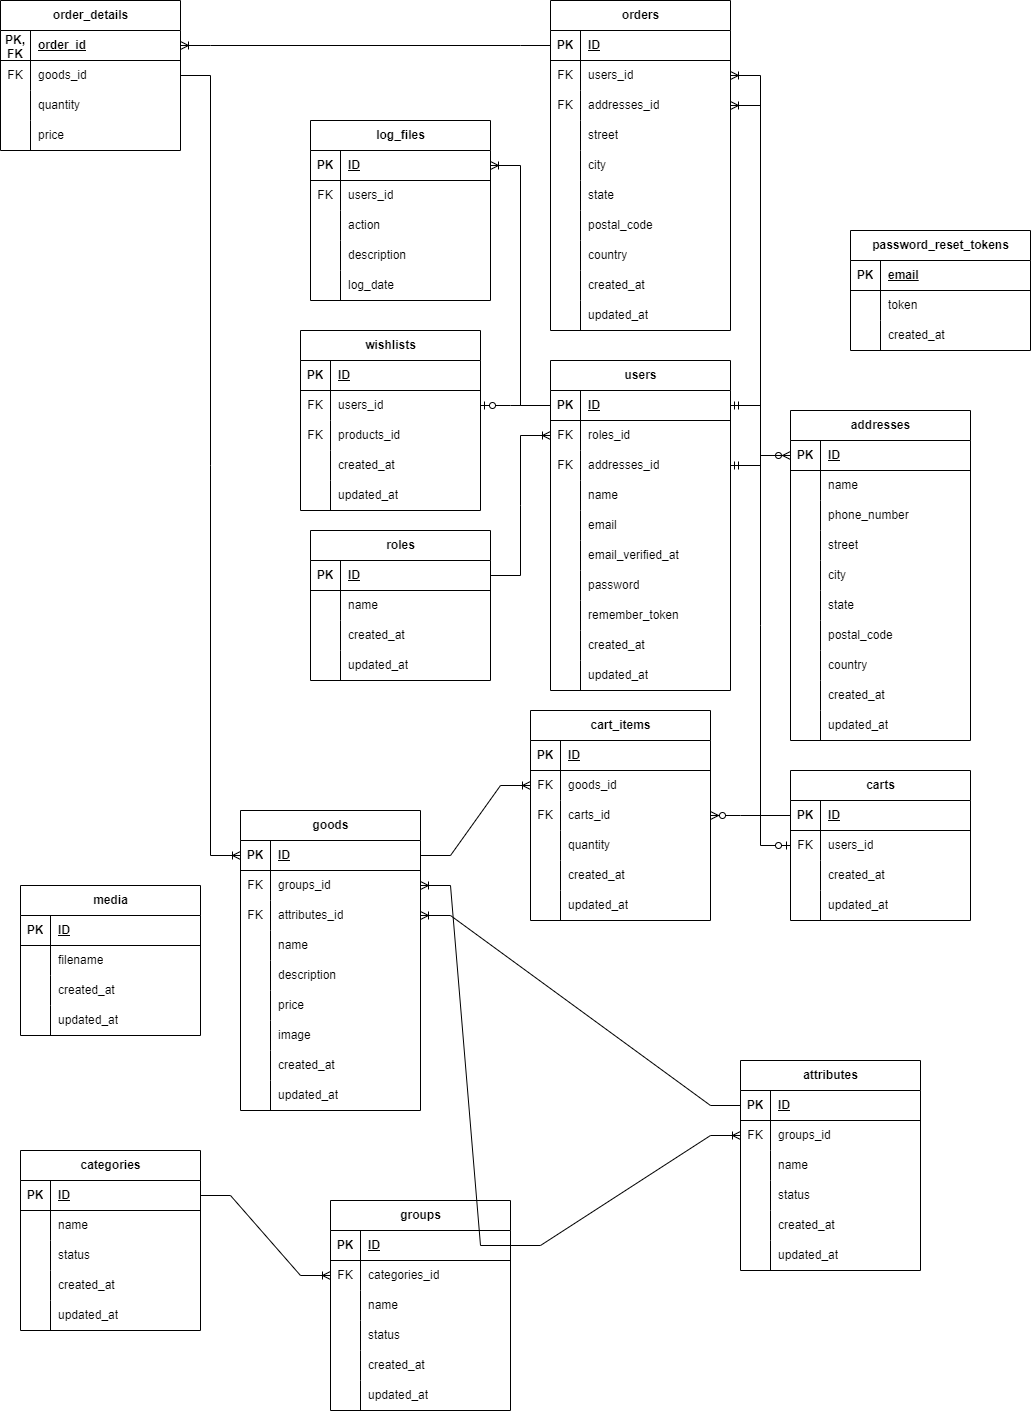 order_details
PK, FK order_id
FK goods_id
quantity
price
orders
PK ID
FK users_id
FK addresses_id
street
city
state
postal_code
country
created_at
updated_at
log_files
PK ID
FK users_id
action
description
log_date
password_reset_tokens
PK email
token
created_at
wishlists
PK ID
FK users_id
FK products_id
created_at
updated_at
users
PK ID
FK roles_id
FK addresses_id
name
email
email_verified_at
password
remember_token
created_at
updated_at
addresses
PK ID
name
phone_number
street
city
state
postal_code
country
created_at
updated_at
roles
PK ID
name
created_at
updated_at
cart_items
PK ID
FK goods_id
FK carts_id
quantity
created_at
updated_at
carts
PK ID
FK users_id
created_at
updated_at
goods
PK ID
FK groups_id
FK attributes_id
name
description
price
image
created_at
updated_at
media
PK ID
filename
created_at
updated_at
attributes
PK ID
FK groups_id
name
status
created_at
updated_at
categories
PK ID
name
status
created_at
updated_at
groups
PK ID
FK categories_id
name
status
created_at
updated_at